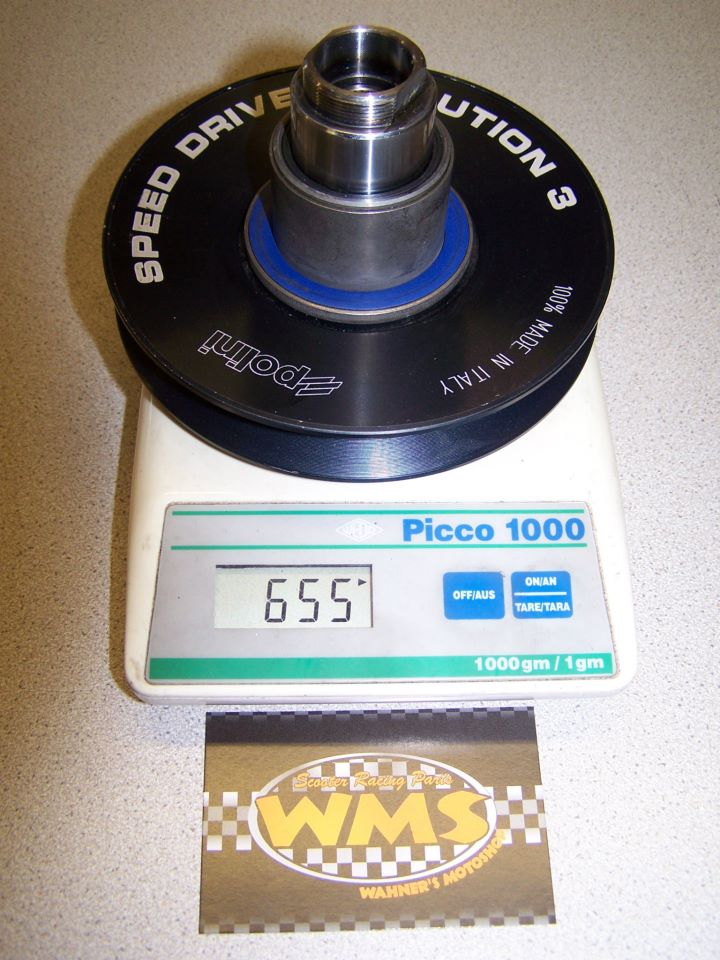 SPEED DRIVE
UTION 3
100% MADE IN ITALY
polini
Picco 1000
655
OFF/AUS
ON/AN
TARE/TARA
1000gm / 1gm
Scooter Racing Parts
WMS
WAHNER'S MOTOSHOP